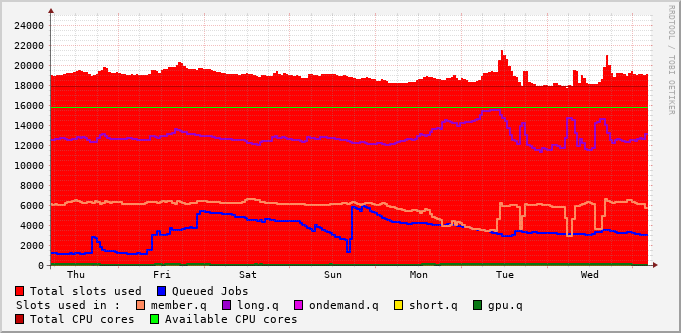 24000
22000
20000
18000
16000
14000
12000
10000
8000
6000
4000
2000
0
Thu Fri Sat Sun Mon Tue Wed
Total slots used Queued Jobs
Slots used in : member.q long.q ondemand.q short.q gpu.q
Total CPU cores Available CPU cores
RRDTOOL / TOBI OETIKER